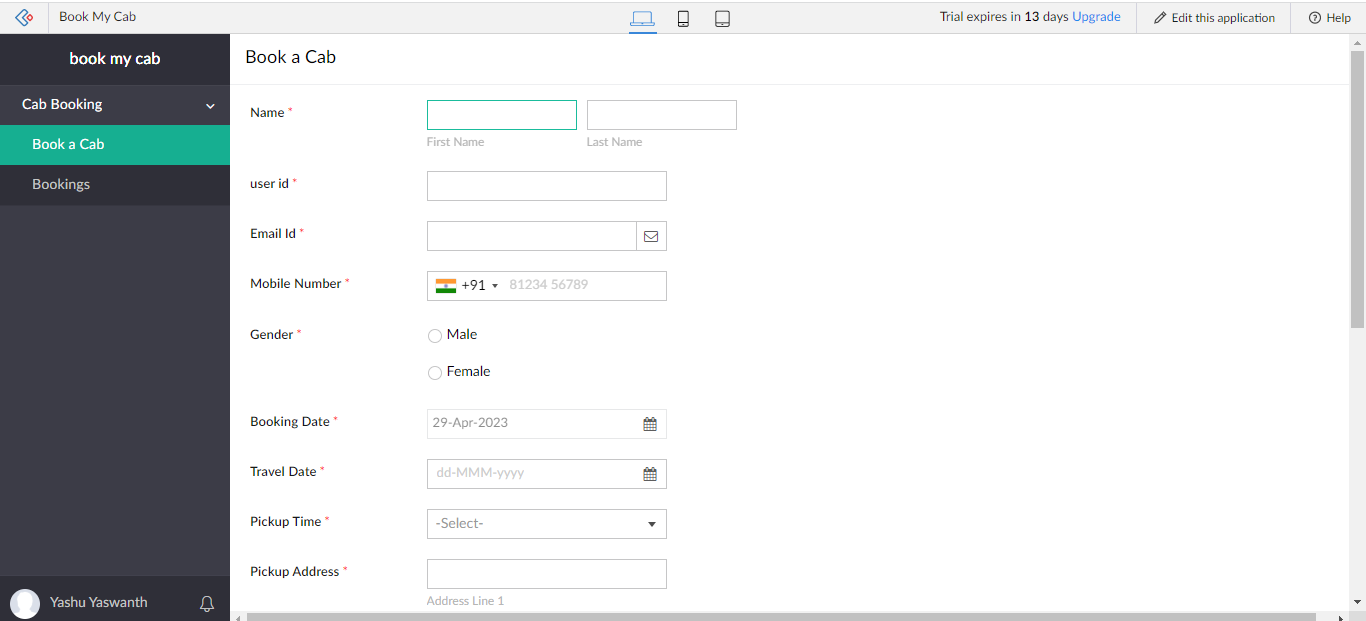 Book My Cab
Trial expires in 13 days Upgrade
Edit this application
Help
book my cab
Cab Booking
Book a Cab
Bookings
Yashu Yaswanth
Book a Cab
Name *
First Name
Last Name
user id *
Email Id *
Mobile Number *
+91 81234 56789
Gender *
Male
Female
Booking Date *
29-Apr-2023
Travel Date *
dd-MMM-yyyy
Pickup Time *
-Select-
Pickup Address *
Address Line 1